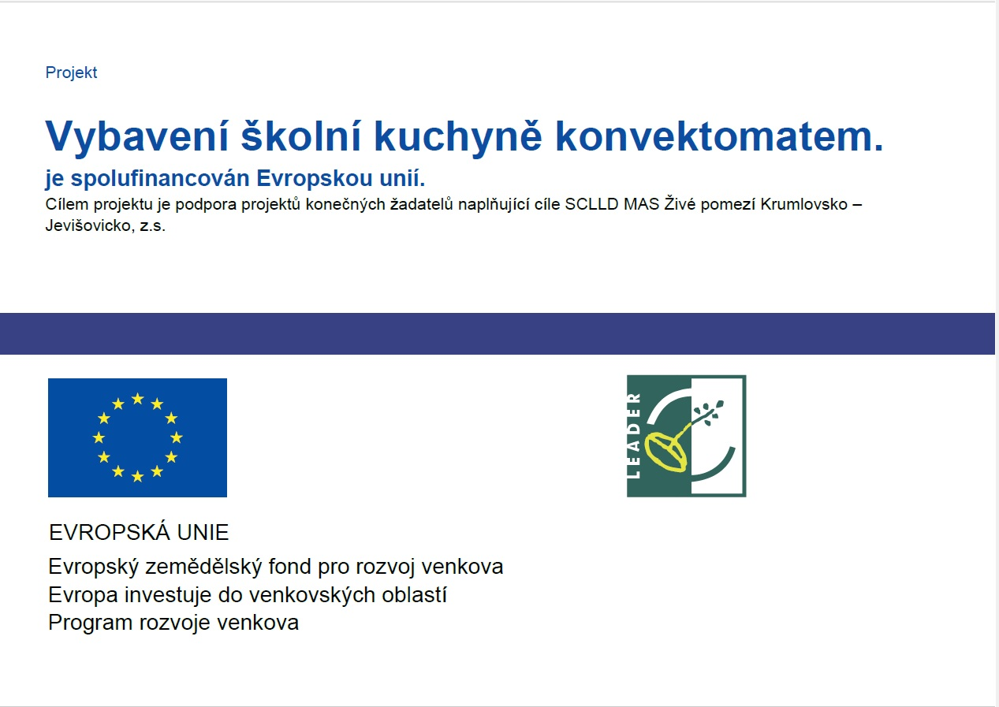 Projekt
Vybavení školní kuchyně konvektomatem.
je spolufinancován Evropskou unií.
Cílem projektu je podpora projektů konečných žadatelů naplňující cíle SCLLD MAS Živé pomezí Krumlovsko –
Jevišovicko, z.s.
LEADER
EVROPSKÁ UNIE
Evropský zemědělský fond pro rozvoj venkova
Evropa investuje do venkovských oblastí
Program rozvoje venkova